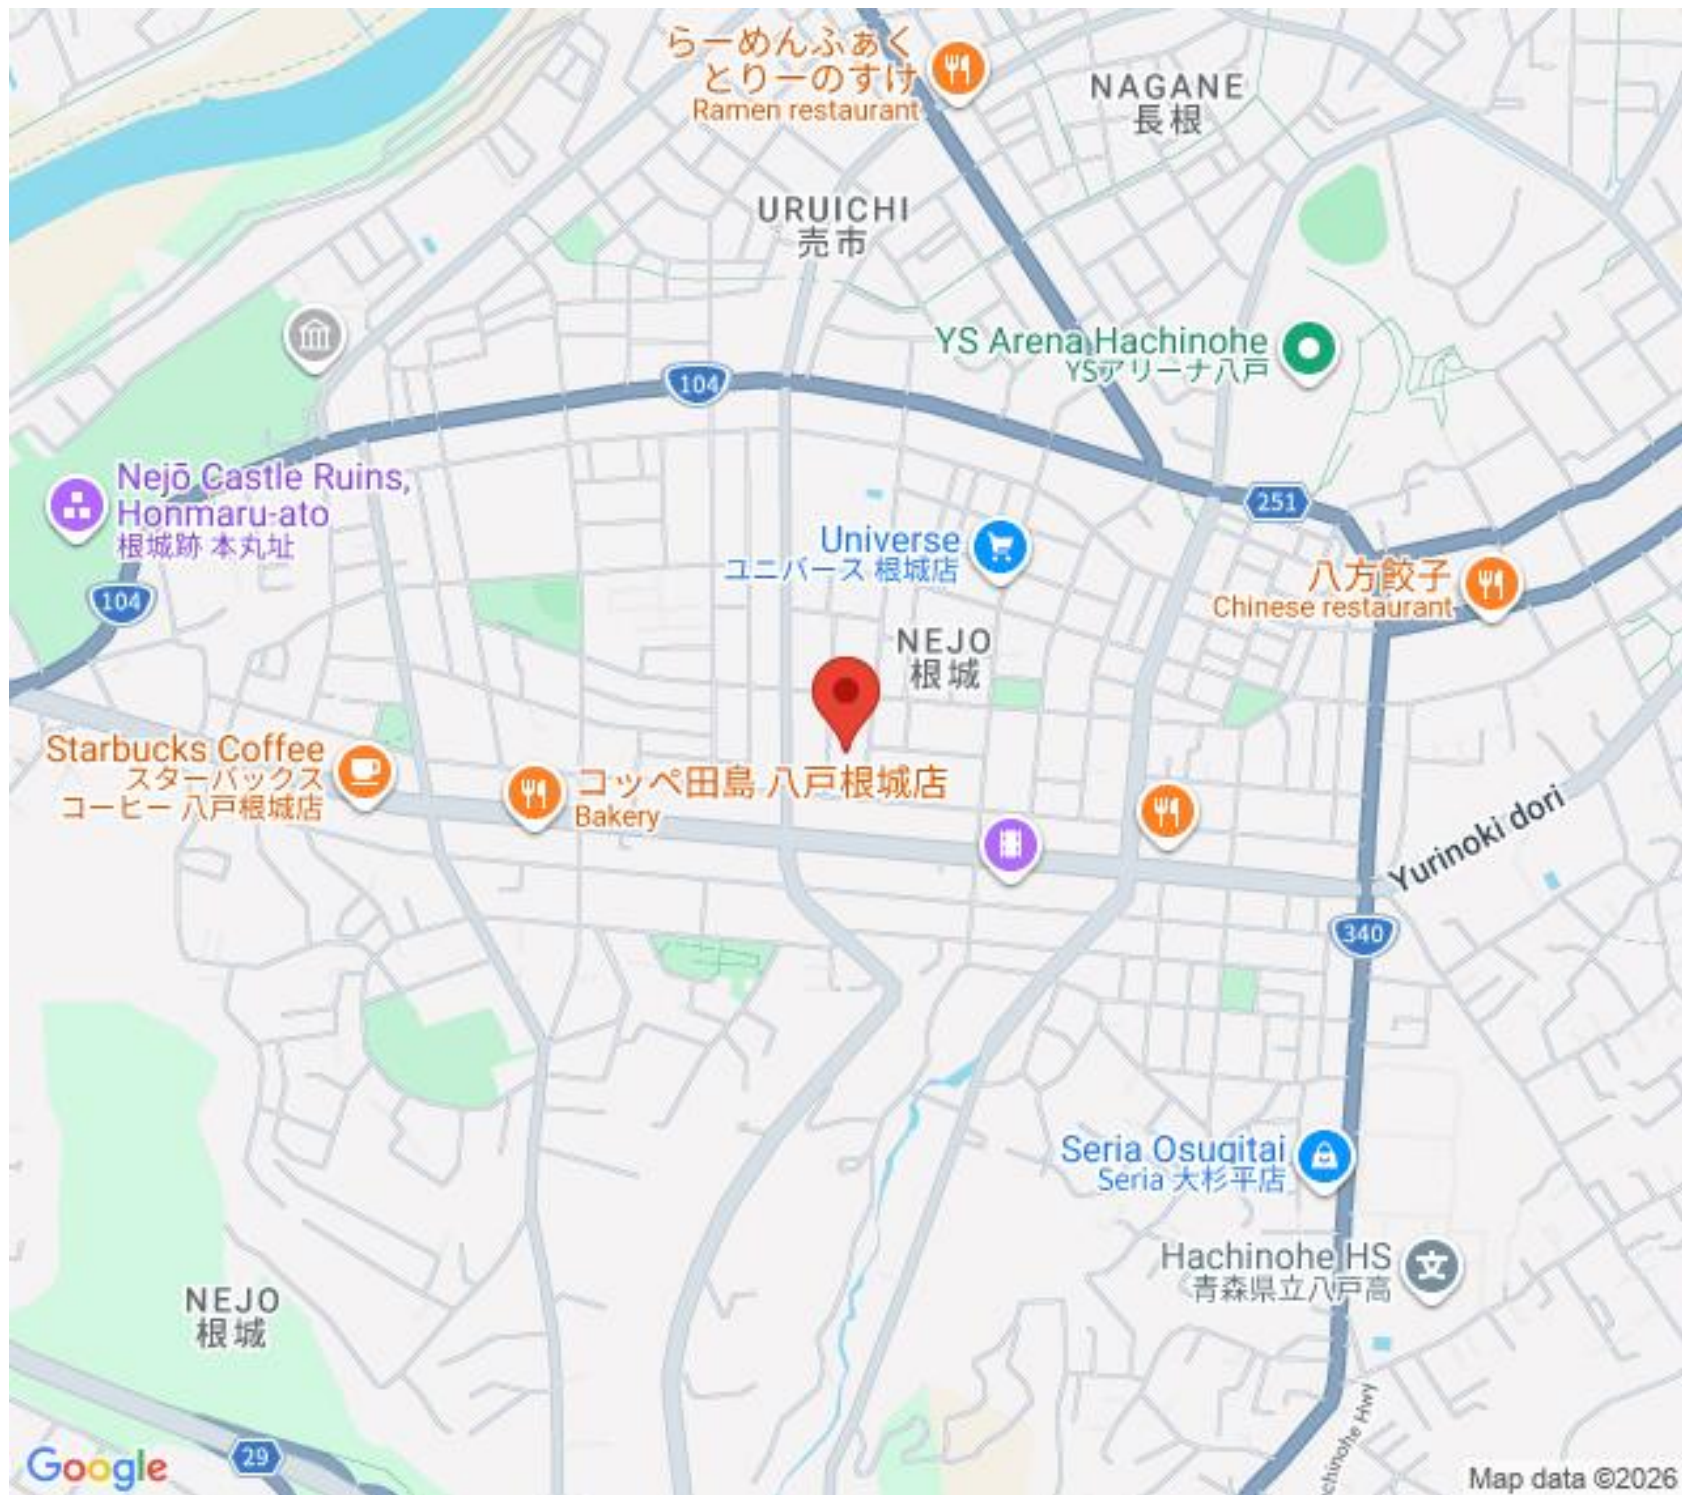 らーめんふぁく
とりーのすけ
Ramen restaurant
NAGANE
長根
URUICHI
売市
YS Arena Hachinohe
YSアリーナ八戸
104
Nejō Castle Ruins,
Honmaru-ato
根城跡 本丸址
251
Universe
ユニバース 根城店
八方餃子
Chinese restaurant
104
NEJO
根城
Starbucks Coffee
スターバックス
コーヒー 八戸根城店
コッペ田島 八戸根城店
Bakery
Yurinoki dori
340
Seria Osugitai
Seria 大杉平店
Hachinohe HS
青森県立八戸高
NEJO
根城
29
chinohe Hwy
Google
Map data ©2026